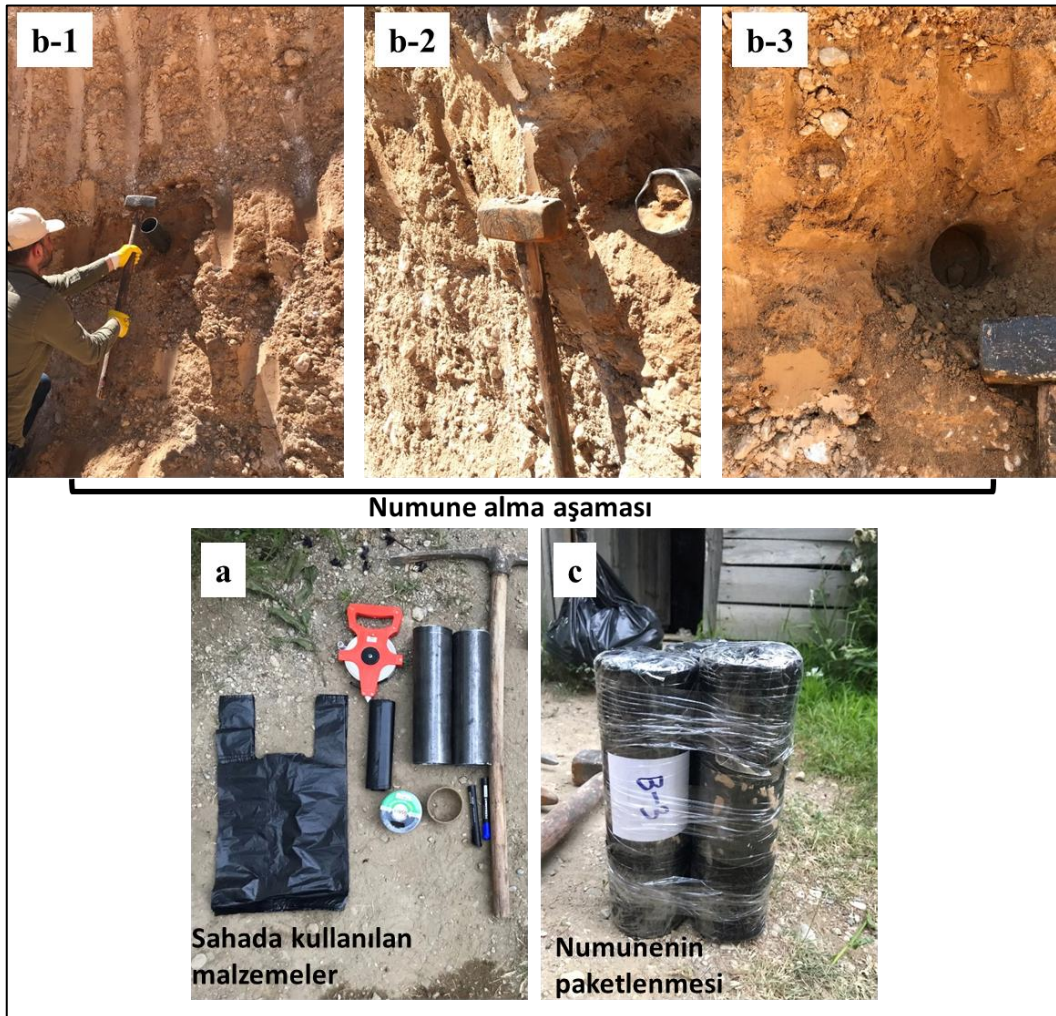 b-1
b-2
b-3
Numune alma aşaması
a
c
B-3
Sahada kullanılan
malzemeler
Numunenin
paketlenmesi